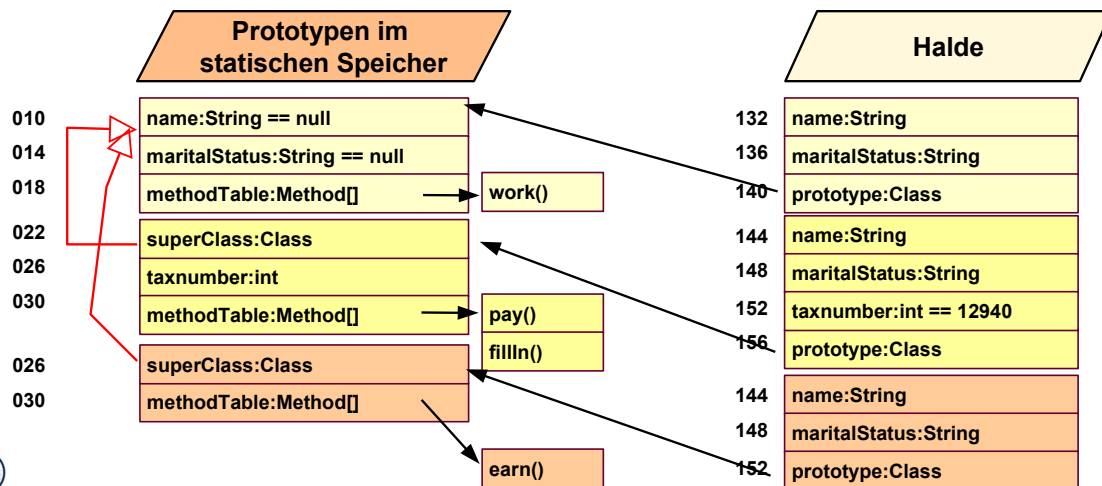 Prototypen im
statischen Speicher
Halde
010 name:String == null
014 maritalStatus:String == null
018 methodTable:Method[] work()
022 superClass:Class
026 taxnumber:int
030 methodTable:Method[] pay()
fillIn()
026 superClass:Class
030 methodTable:Method[]
earn()
132 name:String
136 maritalStatus:String
140 prototype:Class
144 name:String
148 maritalStatus:String
152 taxnumber:int == 12940
156 prototype:Class
144 name:String
148 maritalStatus:String
152 prototype:Class